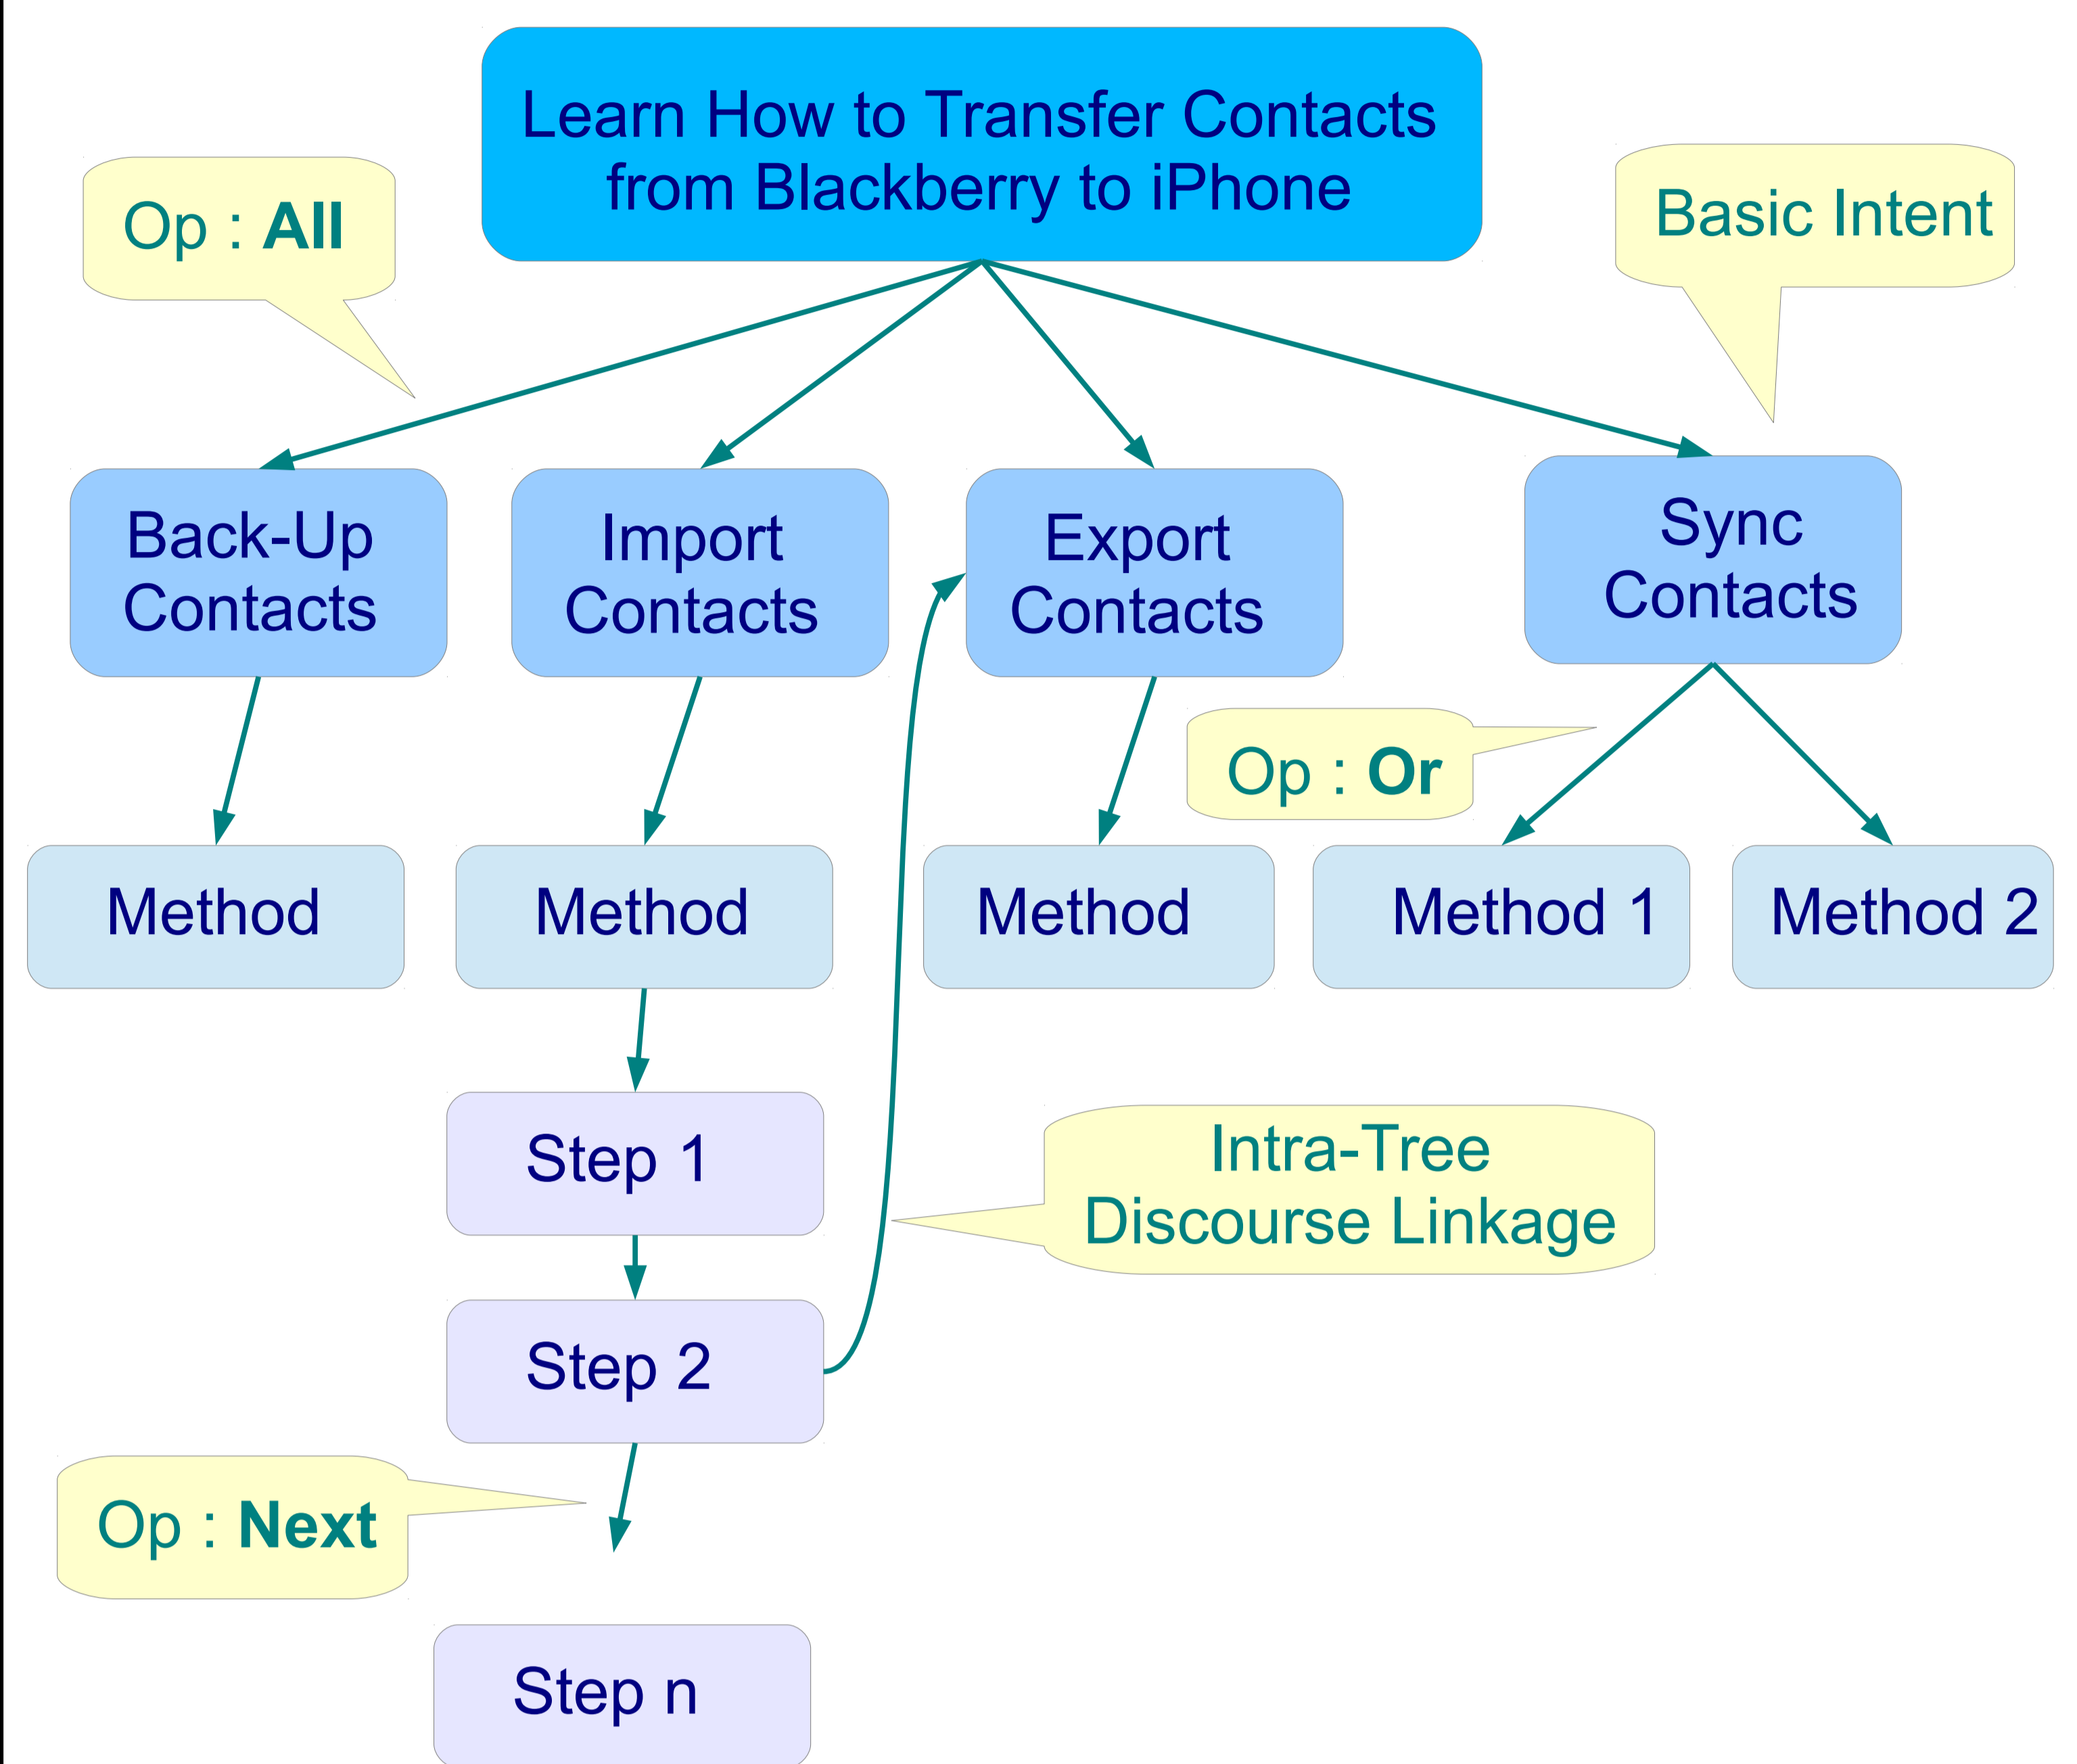 Learn How to Transfer Contacts
from Blackberry to iPhone
Op : All
Basic Intent
Back-Up
Contacts
Import
Contacts
Export
Contacts
Sync
Contacts
Op : Or
Method
Method
Method
Method 1
Method 2
Step 1
Intra-Tree
Discourse Linkage
Step 2
Op : Next
Step n